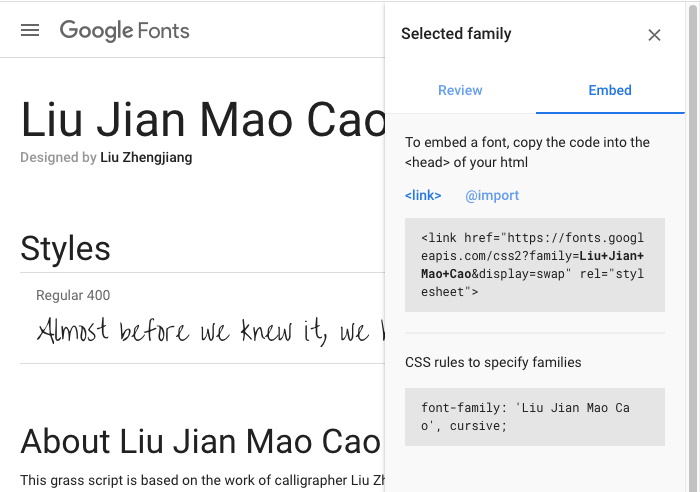 Google Fonts
Selected family
Review
Embed
Liu Jian Mao Cao
Designed by Liu Zhengjiang
To embed a font, copy the code into the
<head> of your html
<link>
@import
<link href="https://fonts.googl
eapis.com/css2?family=Liu+Jian+
Mao+Cao&display=swap" rel="styl
esheet">
Styles
Regular 400
Almost before we knew it, we
CSS rules to specify families
font-family: 'Liu Jian Mao Ca
o', cursive;
About Liu Jian Mao Cao
This grass script is based on the work of calligrapher Liu